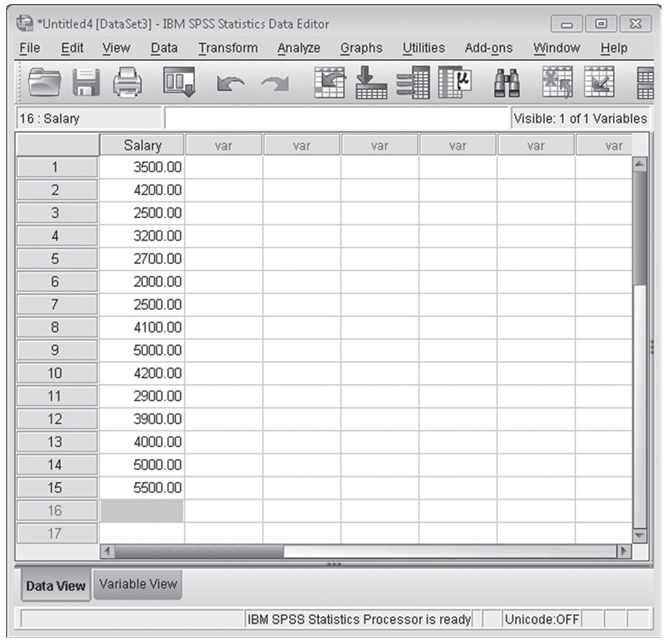 *Untitled4 [DataSet3] - IBM SPSS Statistics Data Editor
File Edit View Data Transform Analyze Graphs Utilities Add-ons Window Help
16 : Salary Visible: 1 of 1 Variables
Salary var var var var var var
1 3500.00
2 4200.00
3 2500.00
4 3200.00
5 2700.00
6 2000.00
7 2500.00
8 4100.00
9 5000.00
10 4200.00
11 2900.00
12 3900.00
13 4000.00
14 5000.00
15 5500.00
16
17
Data View Variable View
IBM SPSS Statistics Processor is ready Unicode:OFF